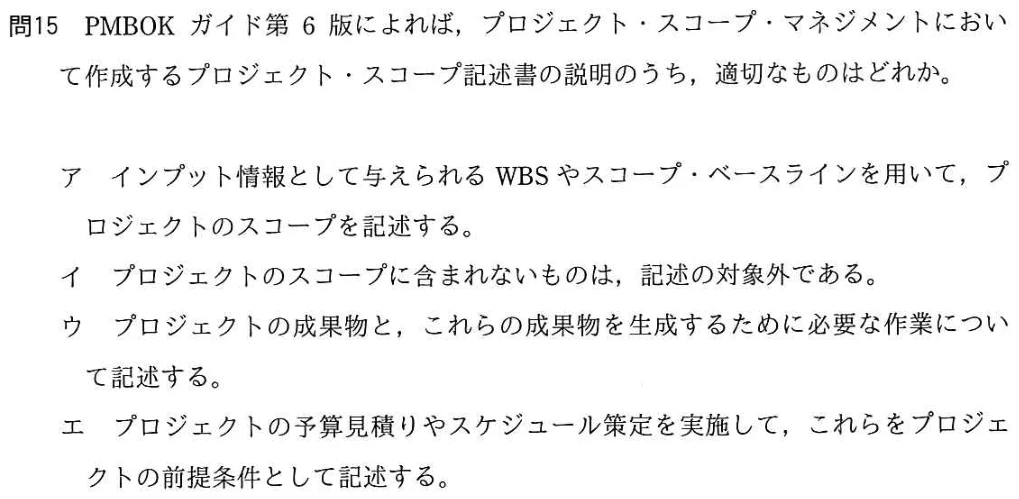 問15 PMBOK ガイド第 6 版によれば，プロジェクト・スコープ・マネジメントにおい
て作成するプロジェクト・スコープ記述書の説明のうち，適切なものはどれか。
ア インプット情報として与えられる WBS やスコープ・ベースラインを用いて，プ
ロジェクトのスコープを記述する。
イ プロジェクトのスコープに含まれないものは，記述の対象外である。
ウ プロジェクトの成果物と，これらの成果物を生成するために必要な作業につい
て記述する。
エ プロジェクトの予算見積りやスケジュール策定を実施して，これらをプロジェ
クトの前提条件として記述する。